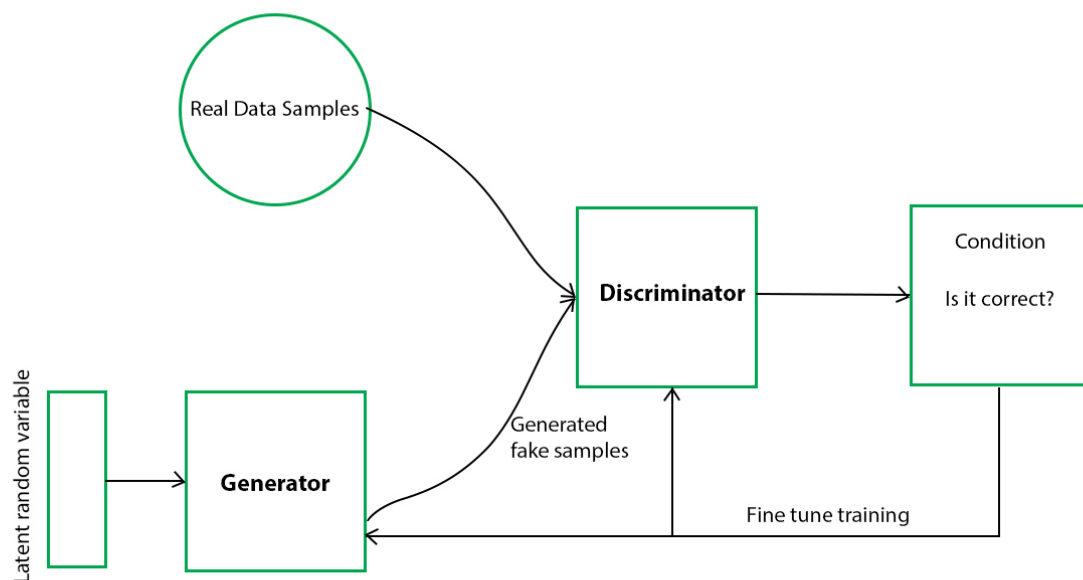 Real Data Samples
Discriminator
Condition
Is it correct?
Generated
fake samples
Latent random variable
Generator
Fine tune training